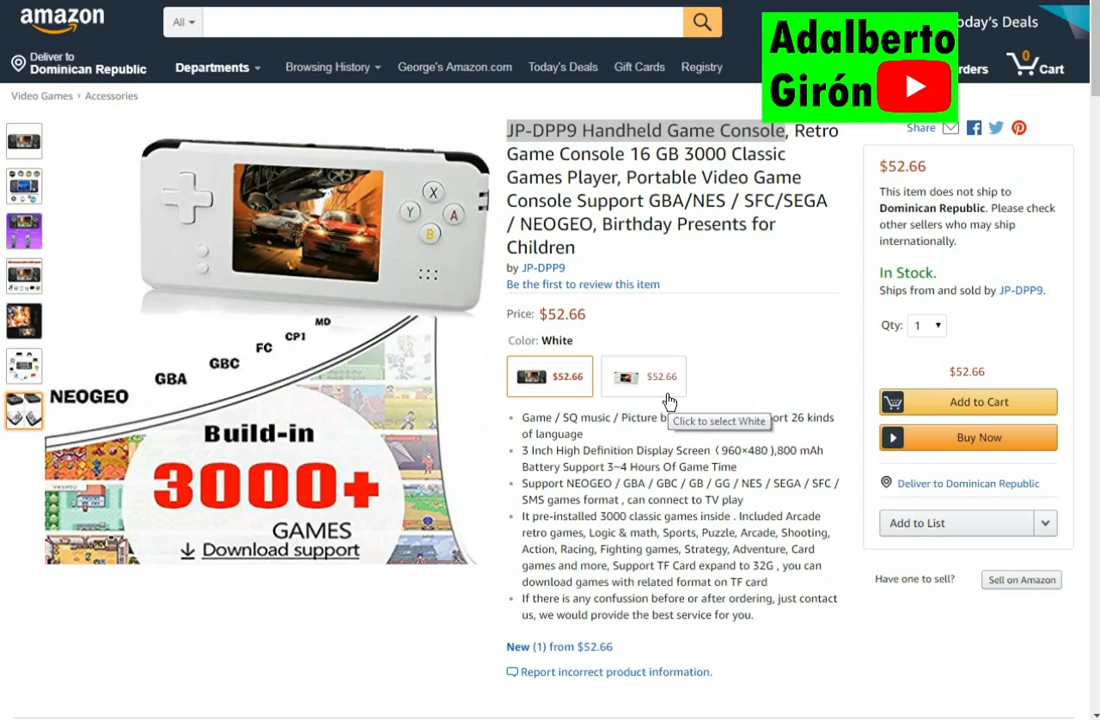 amazon
All
Today's Deals
Deliver to
Dominican Republic
Departments
Browsing History
George's Amazon.com
Today's Deals
Gift Cards
Registry
Orders
0
Cart
Adalberto
Girón
Video Games › Accessories
JP-DPP9 Handheld Game Console, Retro
Game Console 16 GB 3000 Classic
Games Player, Portable Video Game
Console Support GBA/NES / SFC/SEGA
/ NEOGEO, Birthday Presents for
Children
by JP-DPP9
Be the first to review this item
Price: $52.66
Color: White
$52.66
$52.66
Click to select White
Game / SQ music / Picture b
ort 26 kinds
of language
3 Inch High Definition Display Screen（960×480 ),800 mAh
Battery Support 3~4 Hours Of Game Time
Support NEOGEO / GBA / GBC / GB / GG / NES / SEGA / SFC /
SMS games format , can connect to TV play
It pre-installed 3000 classic games inside . Included Arcade
retro games, Logic & math, Sports, Puzzle, Arcade, Shooting,
Action, Racing, Fighting games, Strategy, Adventure, Card
games and more, Support TF Card expand to 32G , you can
download games with related format on TF card
If there is any confussion before or after ordering, just contact
us, we would provide the best service for you.
New (1) from $52.66
Report incorrect product information.
X
Y
A
B
MD
CP1
FC
GBC
GBA
NEOGEO
Build-in
3000+
GAMES
Download support
Share
$52.66
This item does not ship to
Dominican Republic. Please check
other sellers who may ship
internationally.
In Stock.
Ships from and sold by JP-DPP9.
Qty: 1
$52.66
Add to Cart
Buy Now
Deliver to Dominican Republic
Add to List
Have one to sell?
Sell on Amazon